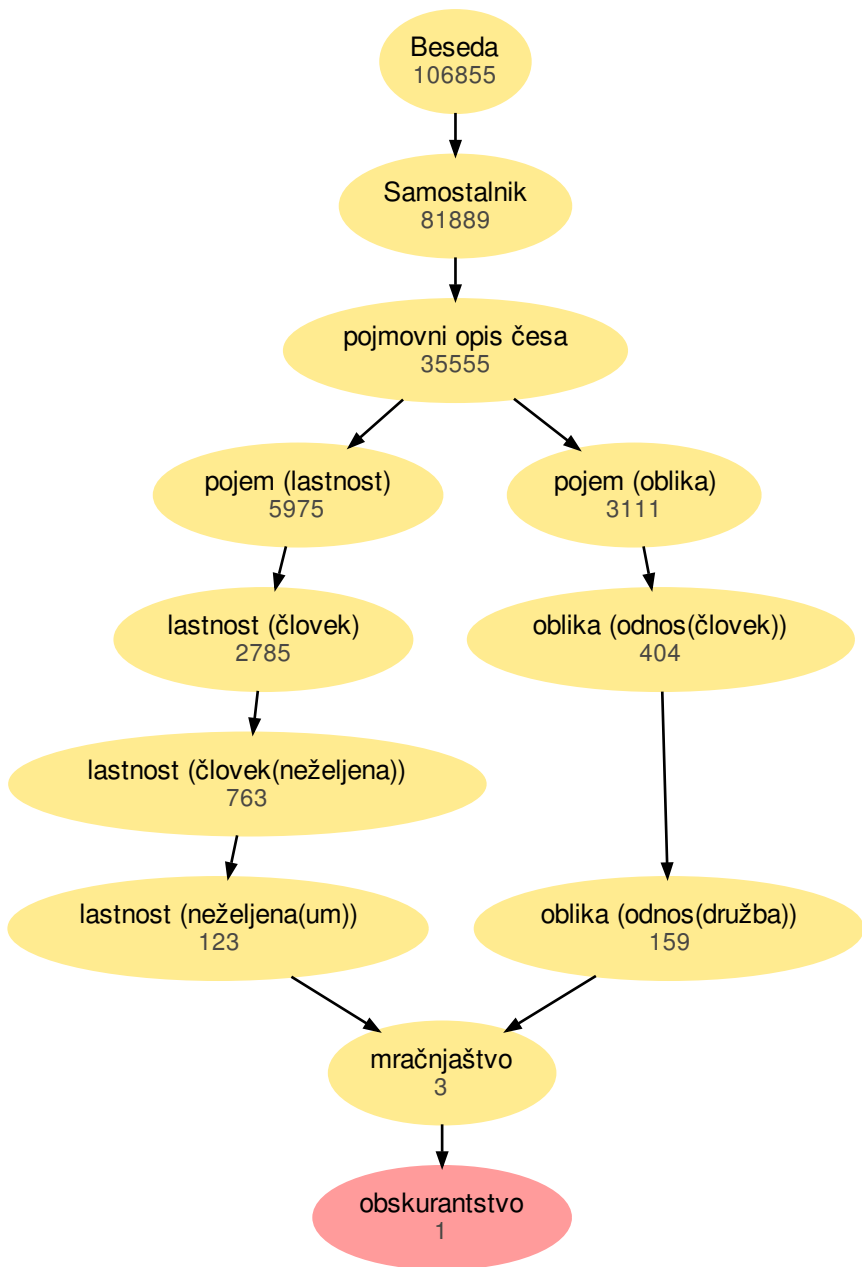 Beseda
106855
Samostalnik
81889
pojmovni opis česa
35555
pojem (lastnost)
5975
pojem (oblika)
3111
lastnost (človek)
2785
oblika (odnos(človek))
404
lastnost (človek(neželjena))
763
lastnost (neželjena(um))
123
oblika (odnos(družba))
159
mračnjaštvo
3
obskurantstvo
1